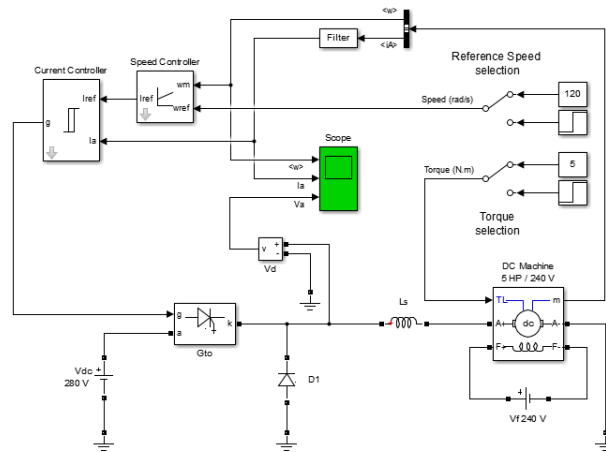 <w>
Filter
<iA>
Reference Speed
selection
Current Controller
Speed Controller
Iref
g
Ia
Iref
wm
wref
Speed (rad/s)
120
Scope
<w>
Ia
Va
Torque (N.m)
5
Torque
selection
v
+
-
Vd
DC Machine
5 HP / 240 V
TL
m
A+
dc
A-
F+
F-
Ls
g
a
k
Gto
Vdc
+
280 V
D1
+
Vf 240 V